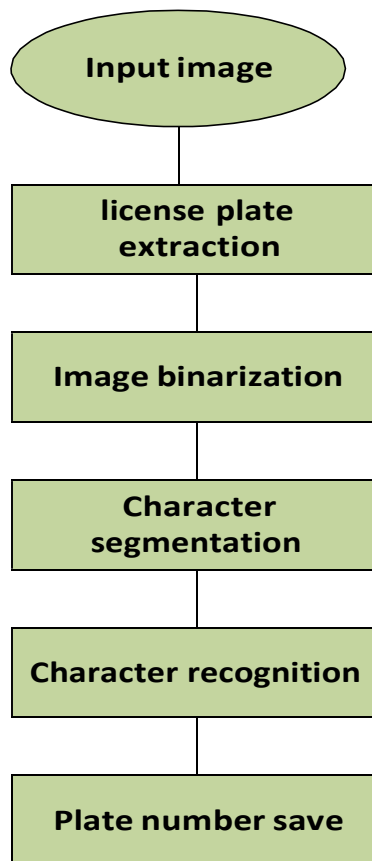 Input image
license plate
extraction
Image binarization
Character
segmentation
Character recognition
Plate number save